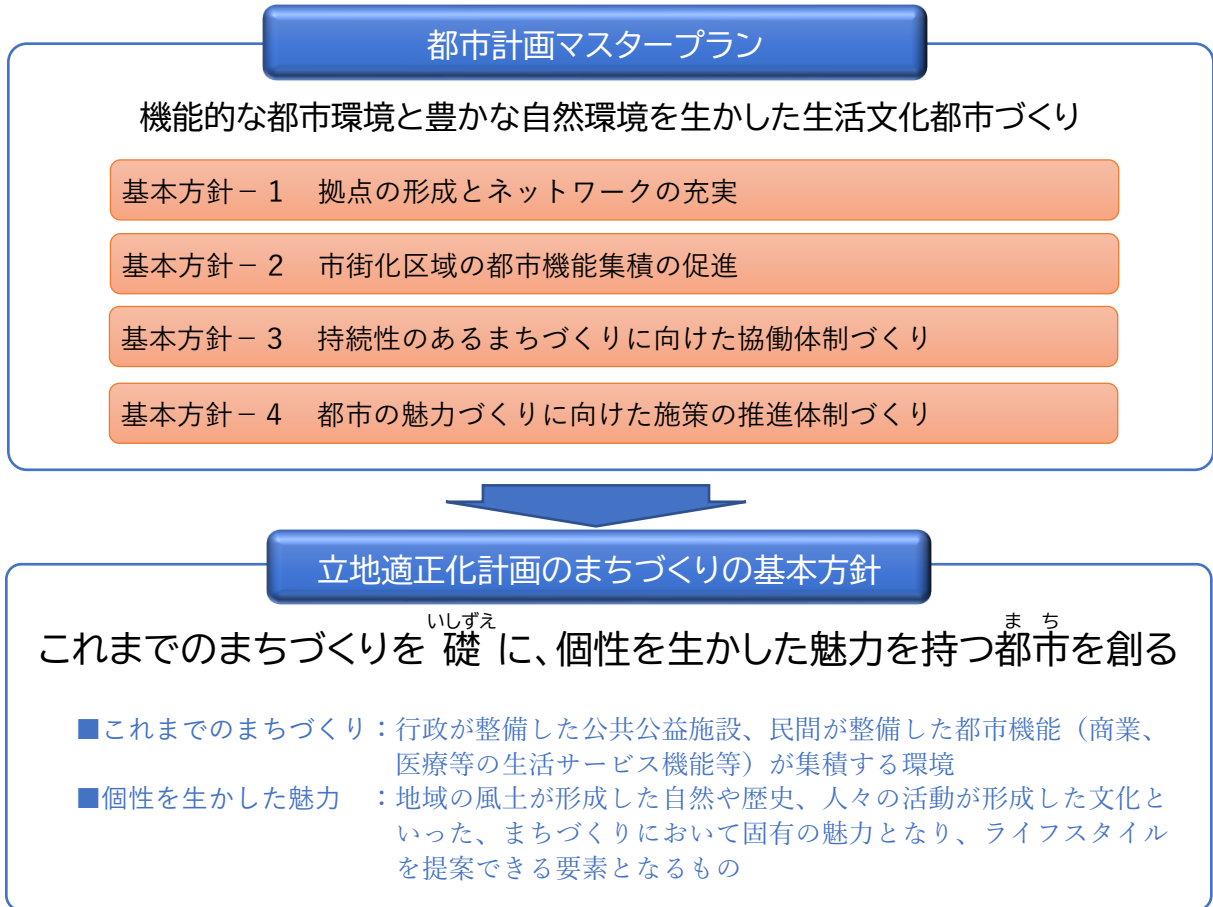 都市計画マスタープラン
機能的な都市環境と豊かな自然環境を生かした生活文化都市づくり
基本方針－1　拠点の形成とネットワークの充実
基本方針－2　市街化区域の都市機能集積の促進
基本方針－3　持続性のあるまちづくりに向けた協働体制づくり
基本方針－4　都市の魅力づくりに向けた施策の推進体制づくり
立地適正化計画のまちづくりの基本方針
いしずえ　まち
これまでのまちづくりを礎に、個性を生かした魅力を持つ都市を創る
■これまでのまちづくり：行政が整備した公共公益施設、民間が整備した都市機能（商業、
医療等の生活サービス機能等）が集積する環境
■個性を生かした魅力　：地域の風土が形成した自然や歴史、人々の活動が形成した文化と
いった、まちづくりにおいて固有の魅力となり、ライフスタイル
を提案できる要素となるもの